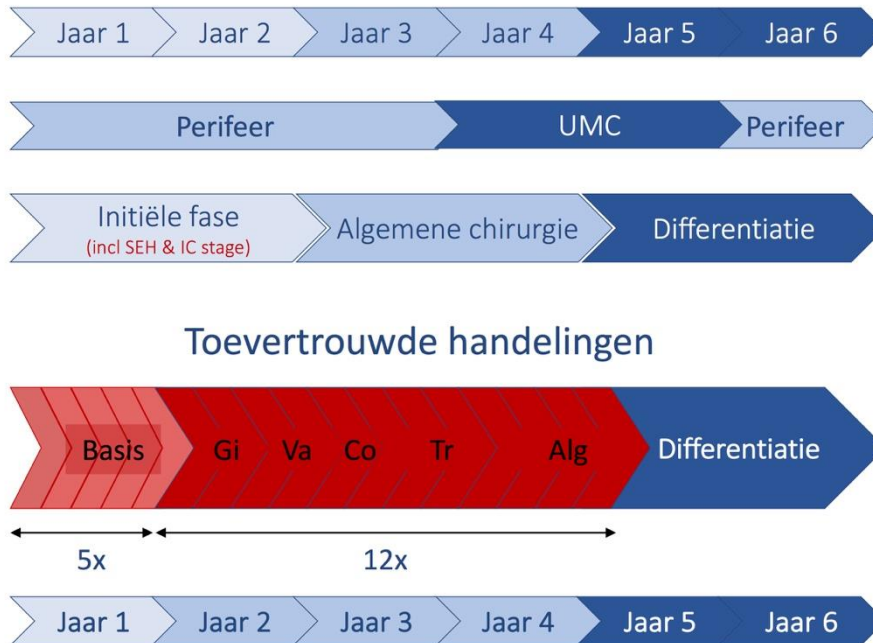 Jaar 1 Jaar 2 Jaar 3 Jaar 4 Jaar 5 Jaar 6
Perifeer UMC Perifeer
Initiële fase
(incl SEH & IC stage)
Algemene chirurgie
Differentiatie
Toevertrouwde handelingen
Basis Gi Va Co Tr Alg Differentiatie
5x 12x
Jaar 1 Jaar 2 Jaar 3 Jaar 4 Jaar 5 Jaar 6